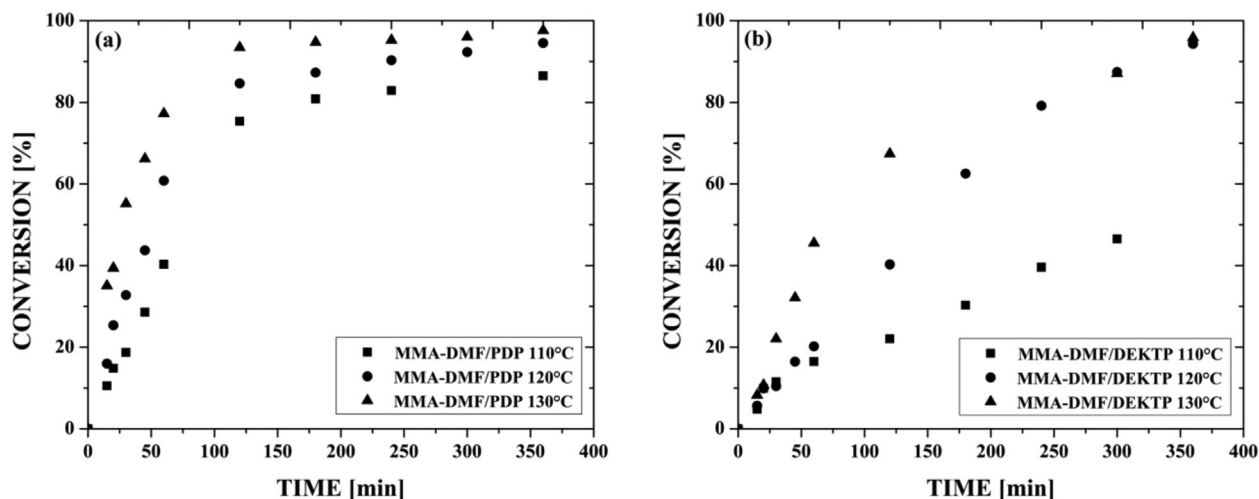 (a)
CONVERSION [%]
100
80
60
40
20
0
MMA-DMF/PDP 110°C
MMA-DMF/PDP 120°C
MMA-DMF/PDP 130°C
0 50 100 150 200 250 300 350 400
TIME [min]
(b)
CONVERSION [%]
100
80
60
40
20
0
MMA-DMF/DEKTP 110°C
MMA-DMF/DEKTP 120°C
MMA-DMF/DEKTP 130°C
0 50 100 150 200 250 300 350 400
TIME [min]